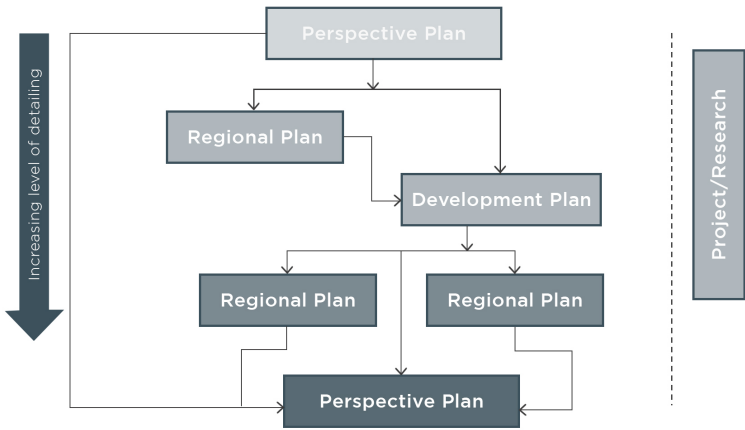 Perspective Plan
Increasing level of detailing
Regional Plan
Project/Research
Development Plan
Regional Plan
Regional Plan
Perspective Plan